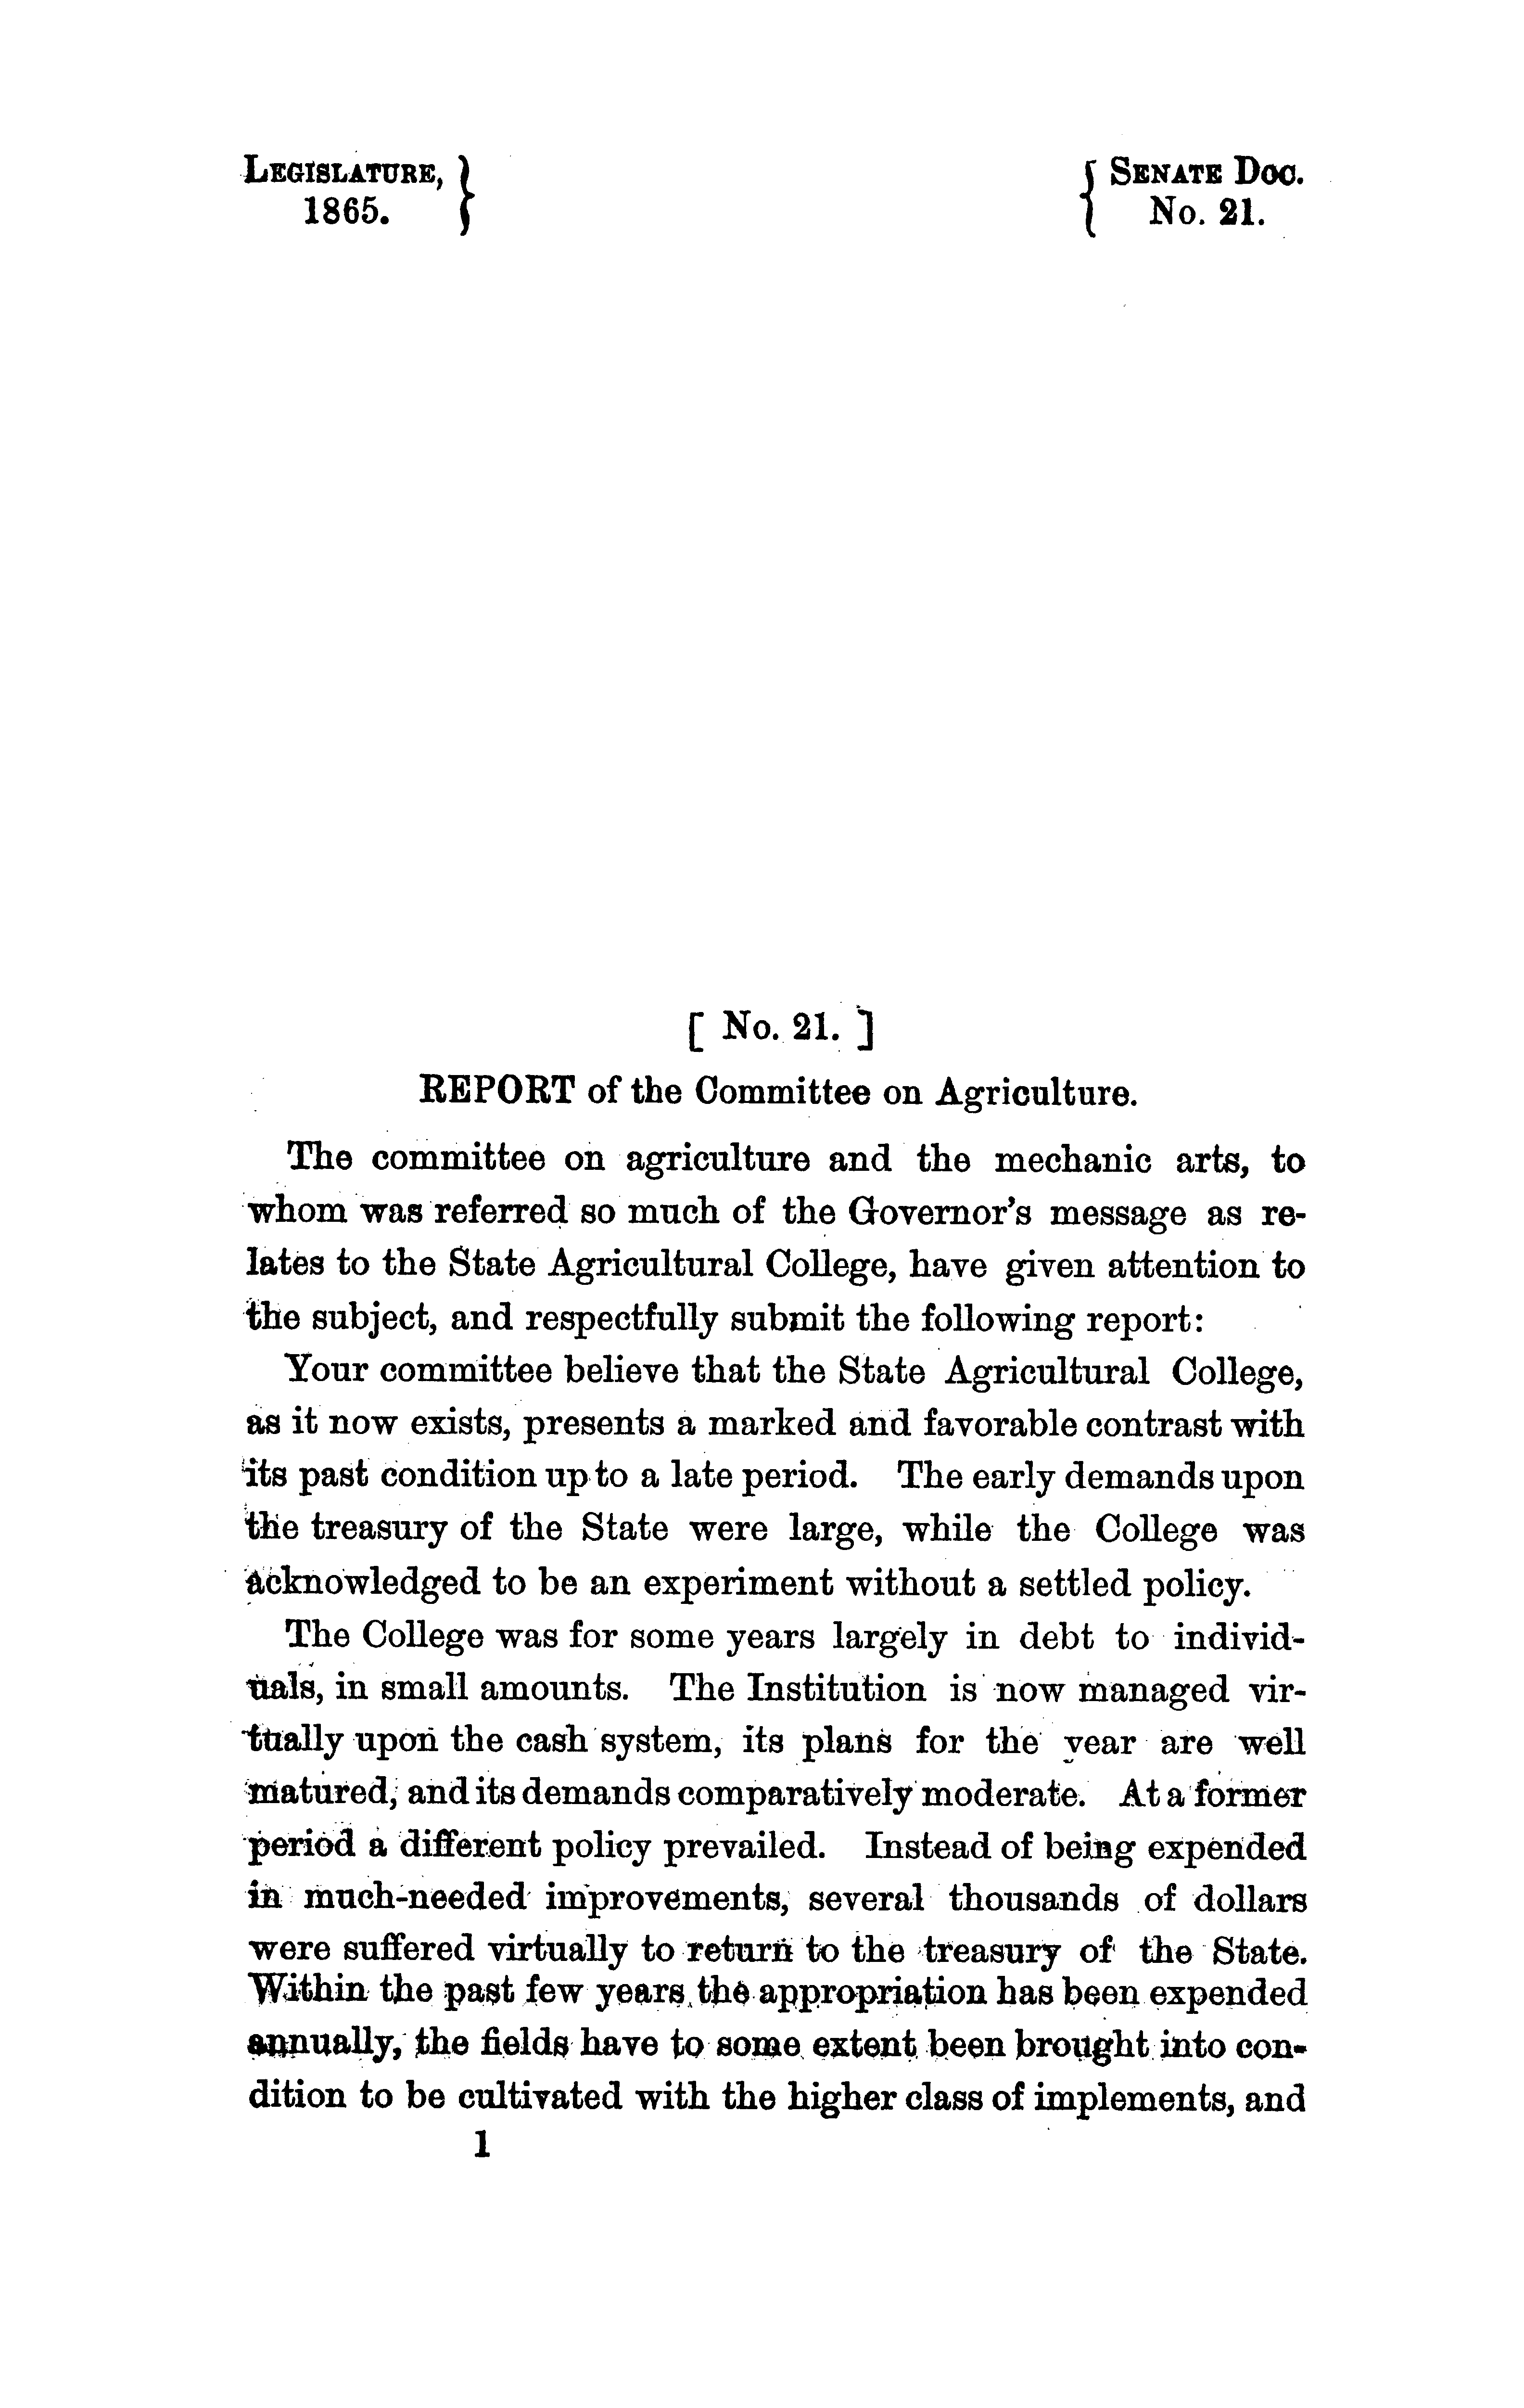 LEGISLATURE, } { SENATE DOC.
1865. } { No. 21.
[ No. 21. ]
REPORT of the Committee on Agriculture.
The committee on agriculture and the mechanic arts, to
whom was referred so much of the Governor's message as re-
lates to the State Agricultural College, have given attention to
the subject, and respectfully submit the following report:
Your committee believe that the State Agricultural College,
as it now exists, presents a marked and favorable contrast with
its past condition up to a late period. The early demands upon
the treasury of the State were large, while the College was
acknowledged to be an experiment without a settled policy.
The College was for some years largely in debt to individ-
uals, in small amounts. The Institution is now managed vir-
tually upon the cash system, its plans for the year are well
matured, and its demands comparatively moderate. At a former
period a different policy prevailed. Instead of being expended
in much-needed improvements, several thousands of dollars
were suffered virtually to return to the treasury of the State.
Within the past few years the appropriation has been expended
annually, the fields have to some extent been brought into con-
dition to be cultivated with the higher class of implements, and
1